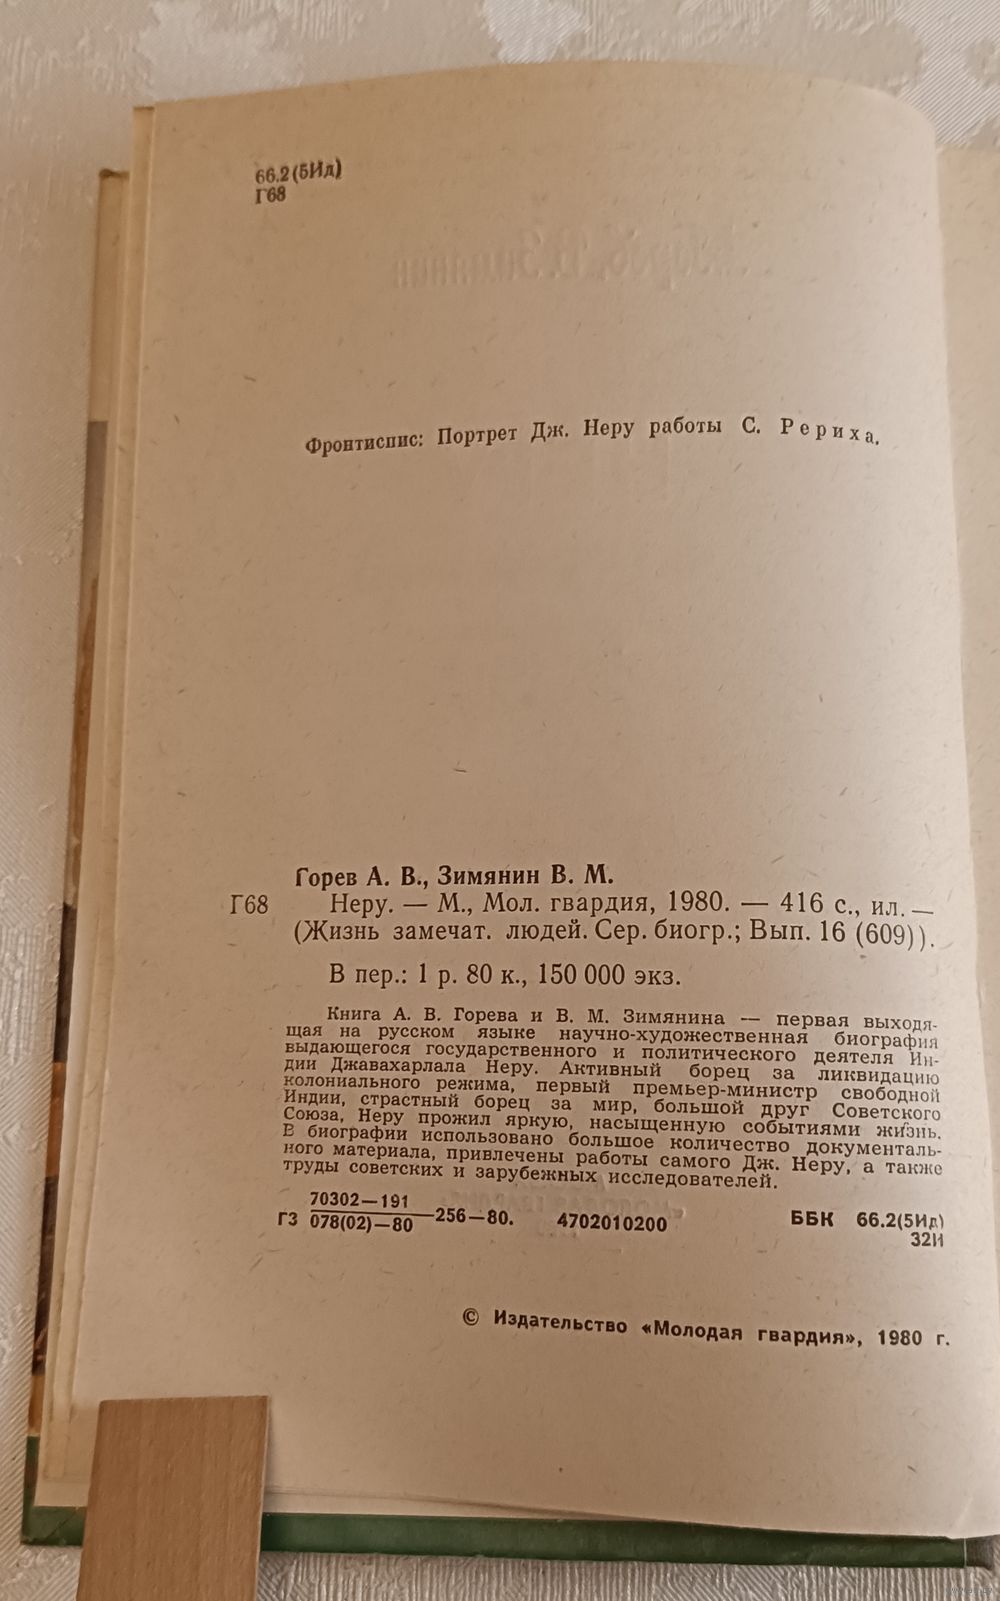 66.2(5Ид)
Г68
Фронтиспис: Портрет Дж. Неру работы С. Рериха.
Горев А. В., Зимянин В. М.
Г68 Неру. — М., Мол. гвардия, 1980. — 416 с., ил. —
(Жизнь замечат. людей. Сер. биогр.; Вып. 16 (609)).
В пер.: 1 р. 80 к., 150 000 экз.
Книга А. В. Горева и В. М. Зимянина — первая выходя-
щая на русском языке научно-художественная биография
выдающегося государственного и политического деятеля Ин-
дии Джавахарлала Неру. Активный борец за ликвидацию
колониального режима, первый премьер-министр свободной
Индии, страстный борец за мир, большой друг Советского
Союза, Неру прожил яркую, насыщенную событиями жизнь.
В биографии использовано большое количество документаль-
ного материала, привлечены работы самого Дж. Неру, а также
труды советских и зарубежных исследователей.
70302—191
ГЗ 078(02)—80 —256—80. 4702010200 ББК 66.2(5Ид)
32И
© Издательство «Молодая гвардия», 1980 г.